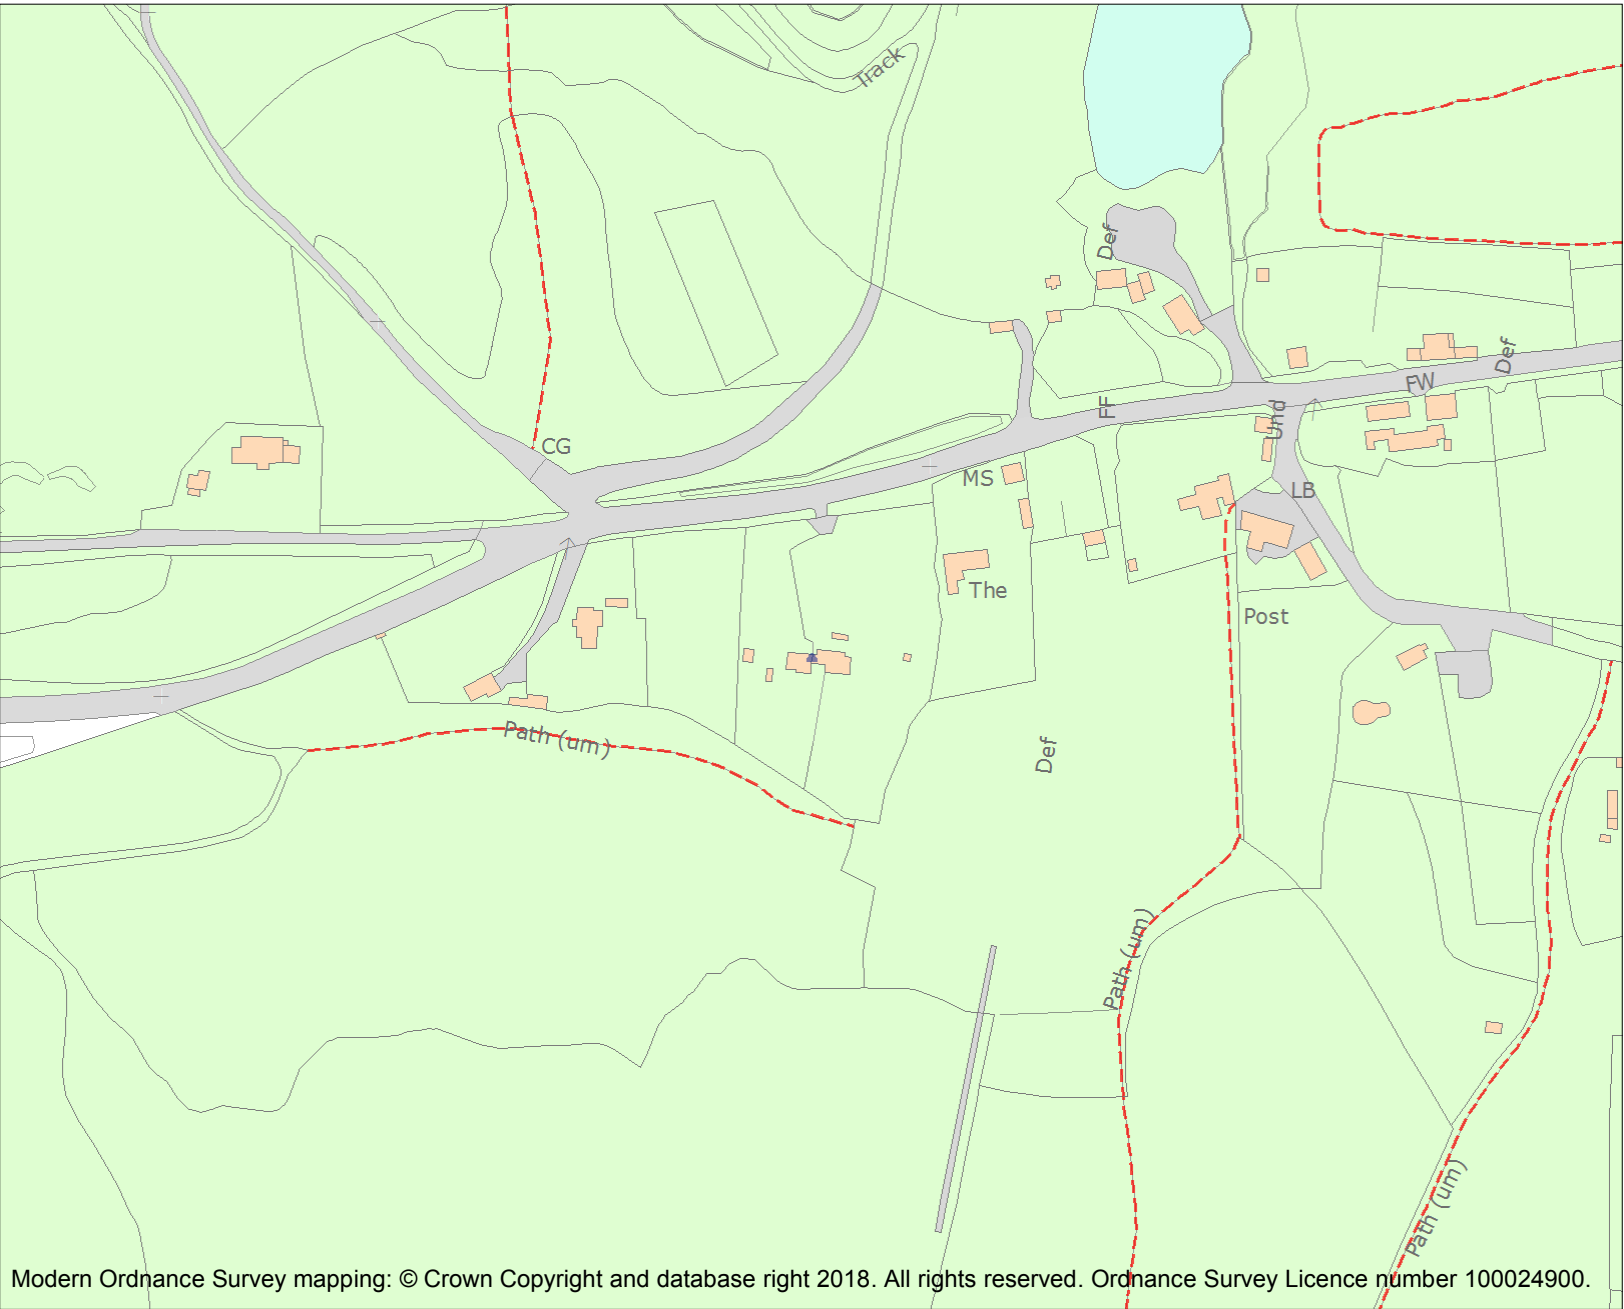 Track
Def
Def
FW
FF
Und
CG
MS
LB
The
Post
Path (um)
Def
Path (um)
Path (um)
Modern Ordnance Survey mapping: © Crown Copyright and database right 2018. All rights reserved. Ordnance Survey Licence number 100024900.